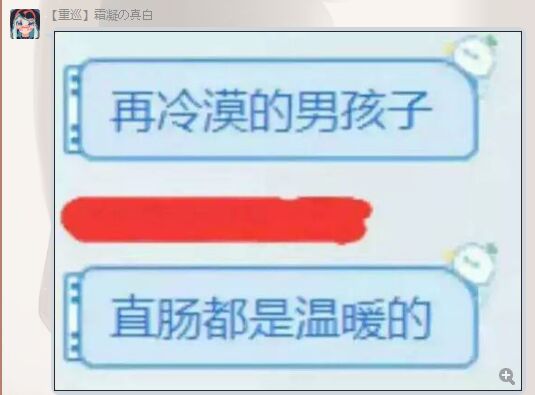 【重巡】霜凝の真白
再冷漠的男孩子
直肠都是温暖的